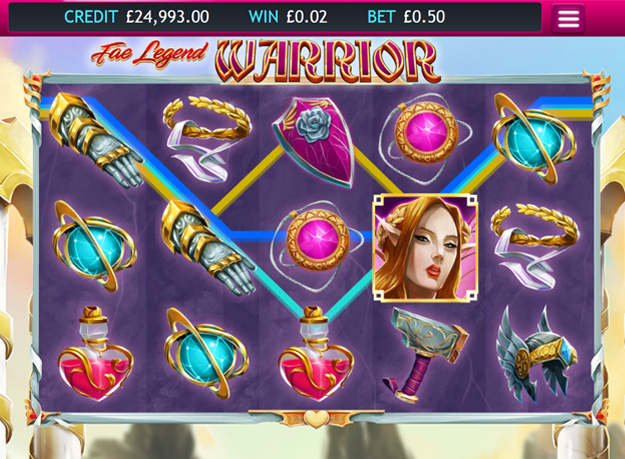 CREDIT £24,993.00 WIN £0.02 BET £0.50
Fae Legend WARRIOR